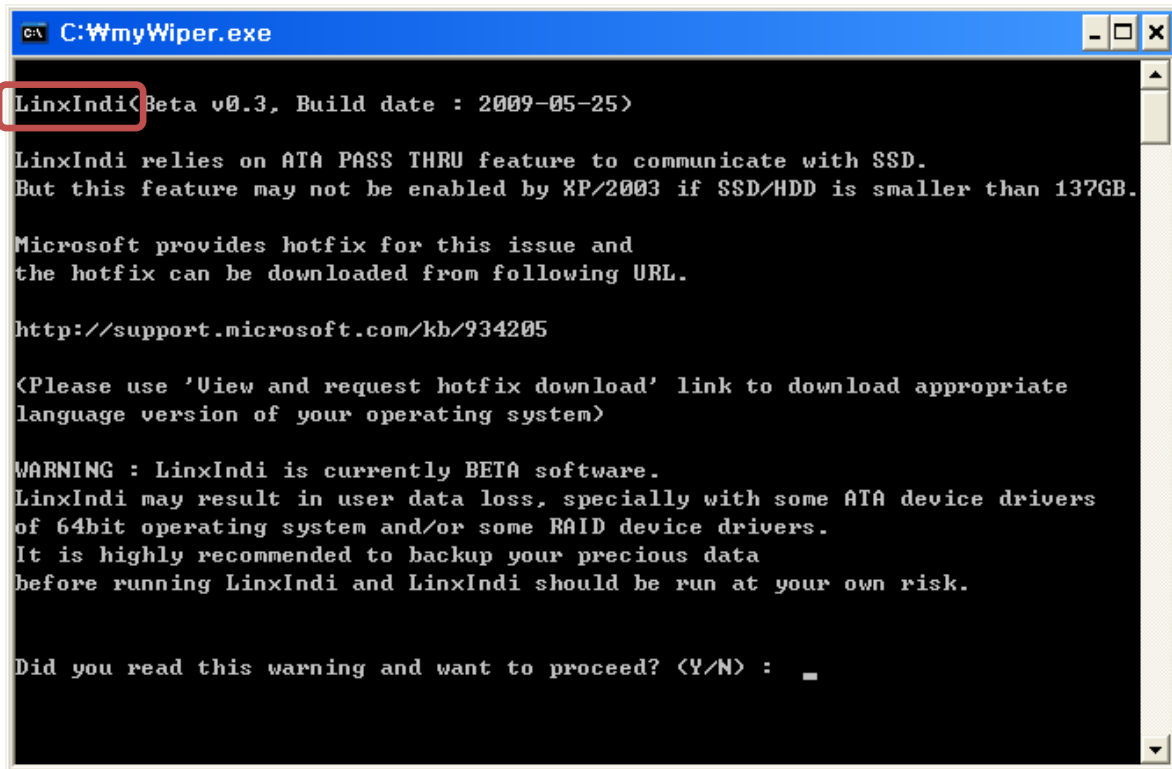 C:₩myWiper.exe
LinxIndi(Beta v0.3, Build date : 2009-05-25)
LinxIndi relies on ATA PASS THRU feature to communicate with SSD.
But this feature may not be enabled by XP/2003 if SSD/HDD is smaller than 137GB.
Microsoft provides hotfix for this issue and
the hotfix can be downloaded from following URL.
http://support.microsoft.com/kb/934205
(Please use 'View and request hotfix download' link to download appropriate
language version of your operating system)
WARNING : LinxIndi is currently BETA software.
LinxIndi may result in user data loss, specially with some ATA device drivers
of 64bit operating system and/or some RAID device drivers.
It is highly recommended to backup your precious data
before running LinxIndi and LinxIndi should be run at your own risk.
Did you read this warning and want to proceed? (Y/N) : _